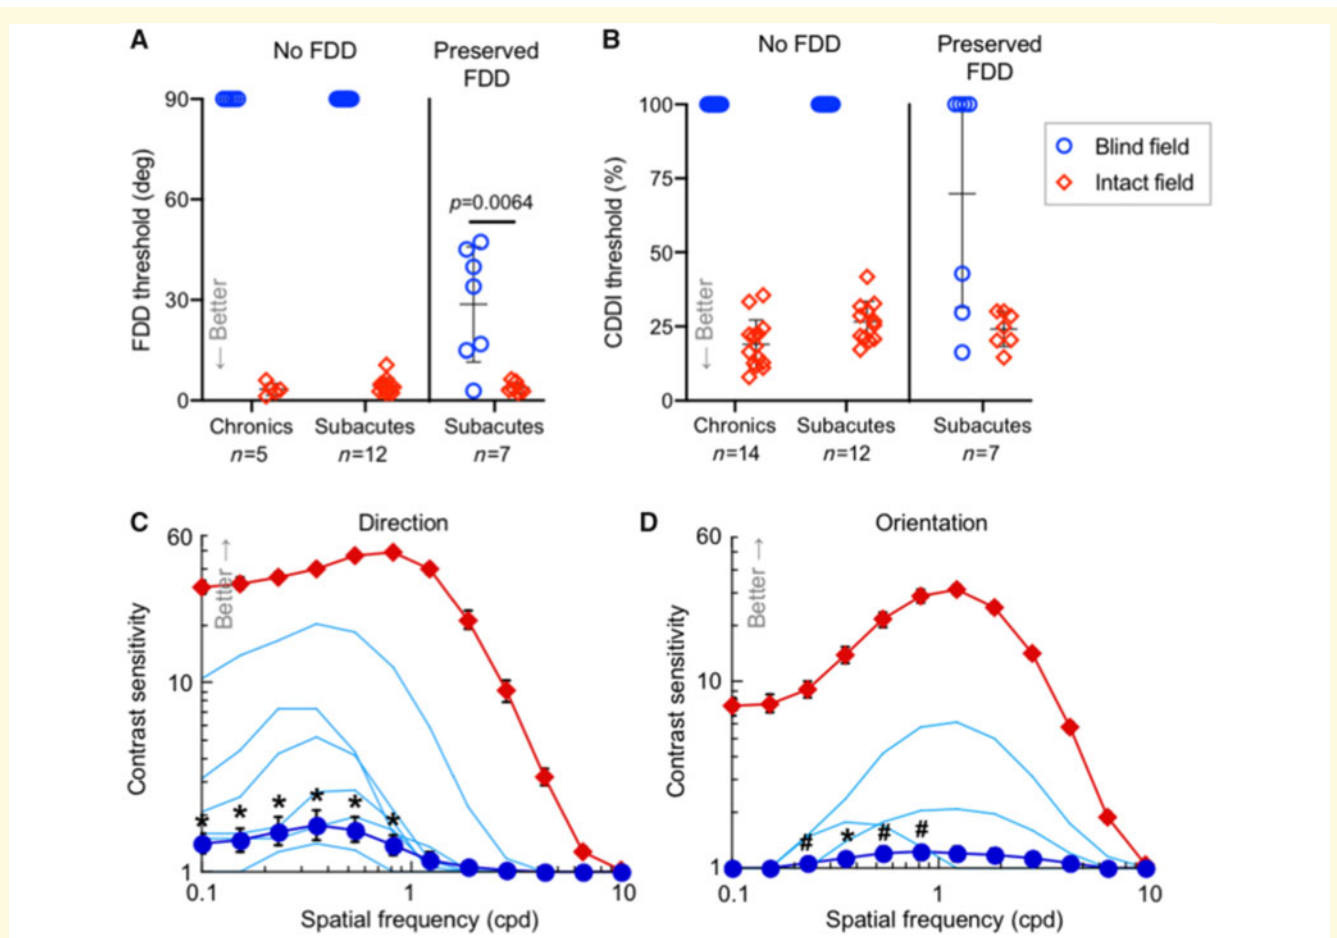 A
No FDD
Preserved
FDD
FDD threshold (deg)
90
60
30
0
← Better
p=0.0064
Chronics
n=5
Subacutes
n=12
Subacutes
n=7
B
No FDD
Preserved
FDD
CDDI threshold (%)
100
75
50
25
0
← Better
Chronics
n=14
Subacutes
n=12
Subacutes
n=7
Blind field
Intact field
C
Direction
Contrast sensitivity
60
10
1
Better →
* * * * * *
0.1
1
10
Spatial frequency (cpd)
D
Orientation
Contrast sensitivity
60
10
1
Better →
# * # #
0.1
1
10
Spatial frequency (cpd)